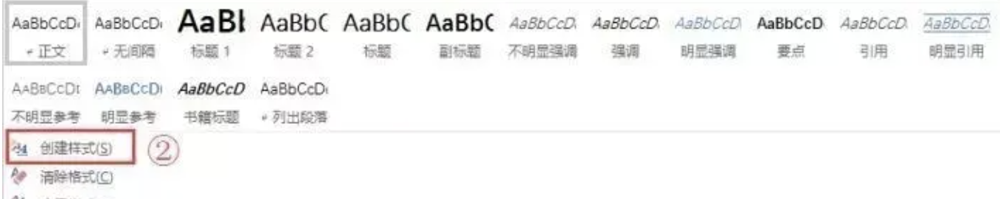 AaBbCcDı AaBbCcDı AaBl AaBbC AaBbC AaBbC AaBbCcD. AaBbCcD. AaBbCcD AaBbCcD AaBbCcD. AaBbCcD.
↵ 正文 ↵ 无间隔 标题 1 标题 2 标题 副标题 不明显强调 强调 明显强调 要点 引用 明显引用
AABBCCDı AABBCCDı AaBbCcD AaBbCcDı
不明显参考 明显参考 书籍标题 ↵ 列出段落
创建样式(S) ②
清除格式(C)